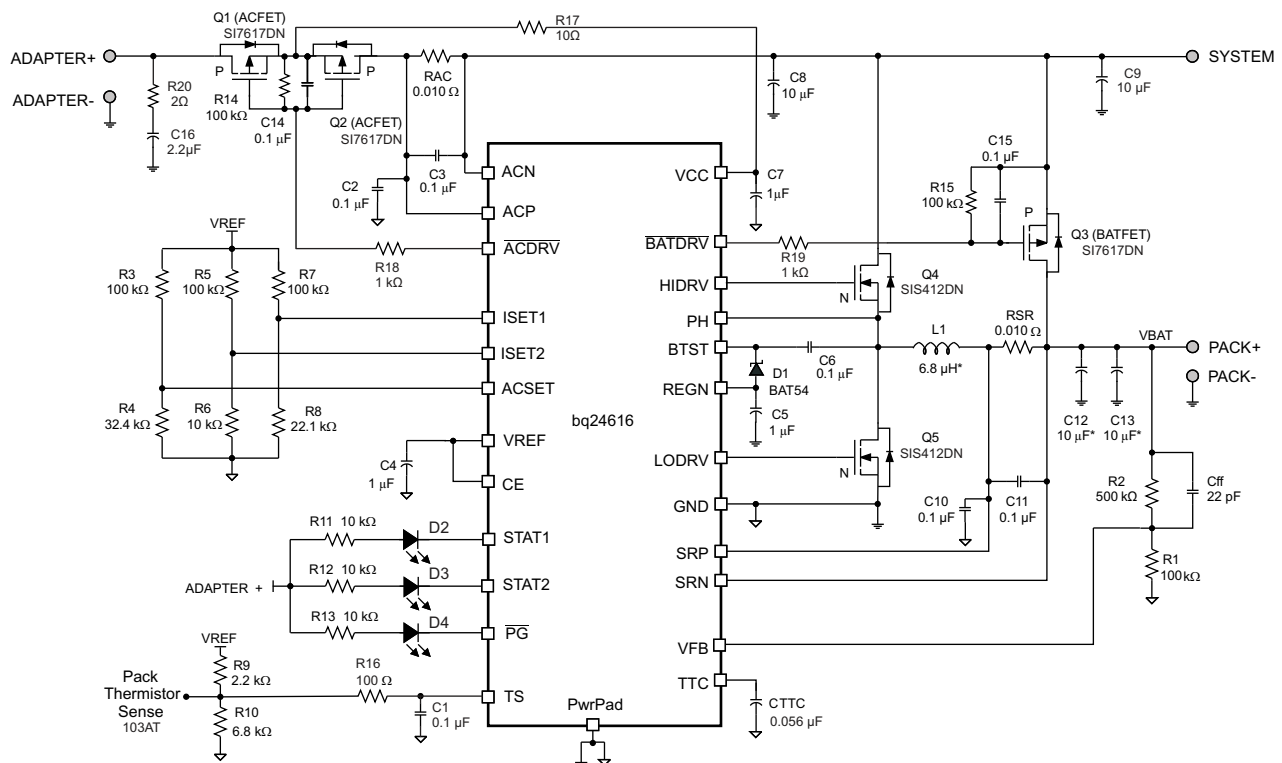 Q1 (ACFET)
SI7617DN
R17
10Ω
ADAPTER+
P
P
RAC
0.010 Ω
SYSTEM
R20
2Ω
C8
10 µF
C9
10 µF
ADAPTER-
R14
100 kΩ
C14
0.1 µF
Q2 (ACFET)
SI7617DN
C16
2.2µF
C15
0.1 µF
C3
0.1 µF
ACN
VCC
C7
1µF
C2
0.1 µF
R15
100 kΩ
P
ACP
VREF
ACDRV
BATDRV
Q3 (BATFET)
SI7617DN
R18
1 kΩ
R19
1 kΩ
R3
100 kΩ
R5
100 kΩ
R7
100 kΩ
HIDRV
N
Q4
SIS412DN
ISET1
PH
RSR
0.010 Ω
L1
6.8 µH*
VBAT
ISET2
BTST
PACK+
C6
0.1 µF
D1
BAT54
PACK-
ACSET
REGN
R4
32.4 kΩ
R6
10 kΩ
R8
22.1 kΩ
C5
1 µF
bq24616
C12
10 µF*
C13
10 µF*
VREF
Q5
SIS412DN
LODRV
N
C4
1 µF
CE
R2
500 kΩ
Cff
22 pF
GND
C10
0.1 µF
C11
0.1 µF
R11 10 kΩ
D2
STAT1
SRP
R1
100kΩ
R12 10 kΩ
D3
STAT2
SRN
ADAPTER +
R13 10 kΩ
D4
PG
VREF
VFB
R9
2.2 kΩ
R16
100 Ω
Pack
Thermistor
Sense
103AT
TS
TTC
R10
6.8 kΩ
C1
0.1 µF
PwrPad
CTTC
0.056 µF